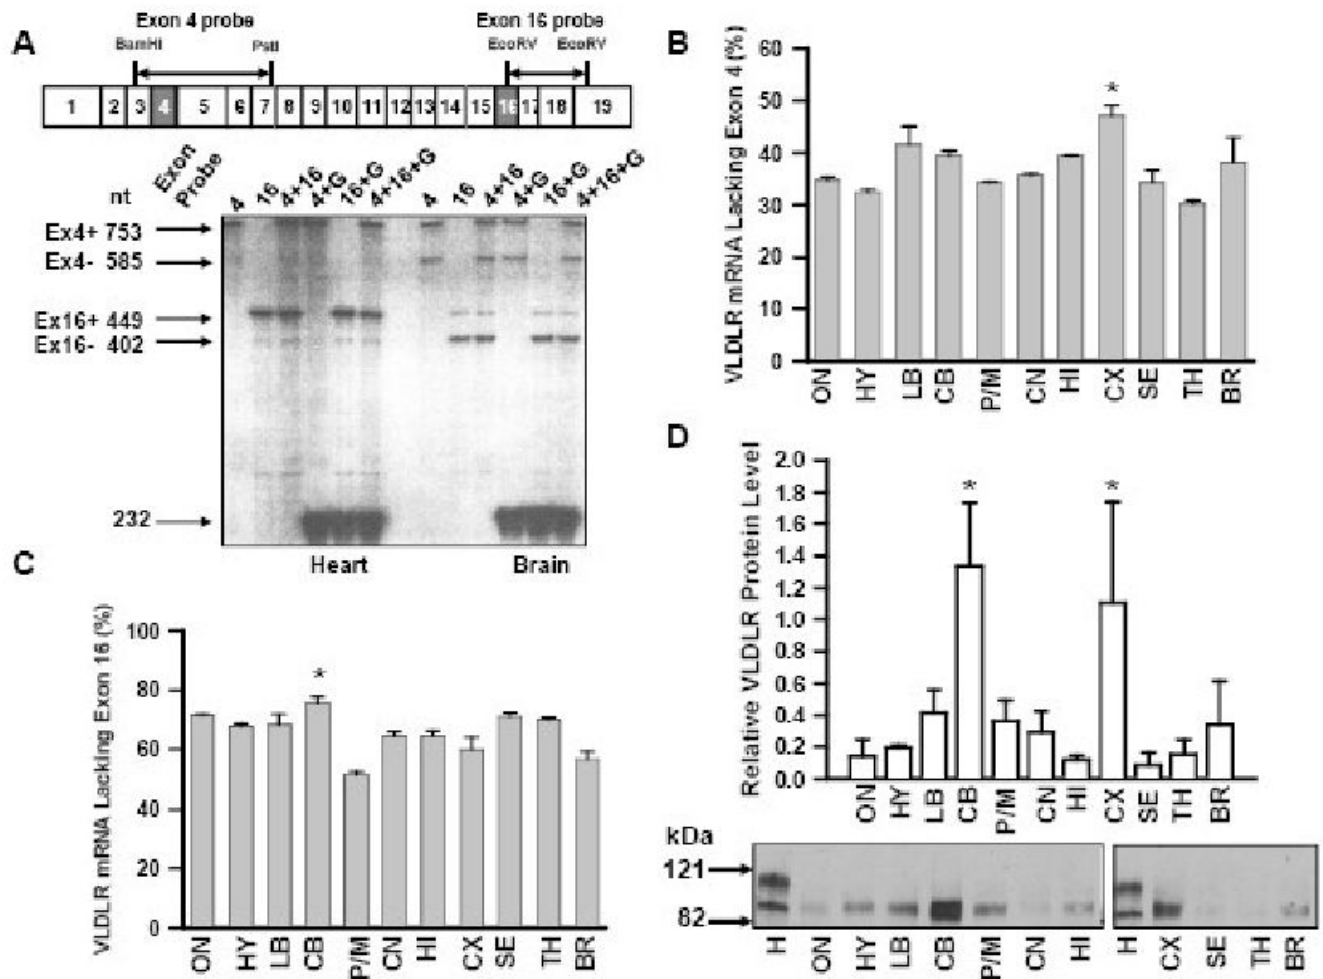 A
Exon 4 probe
Exon 16 probe
BamHI
PstI
EcoRV
EcoRV
1 2 3 4 5 6 7 8 9 10 11 12 13 14 15 16 17 18 19
Exon
Probe
nt
4 16 4+16 4+G 16+G 4+16+G 4 16 4+16 4+G 16+G 4+16+G
Ex4+ 753
Ex4- 585
Ex16+ 449
Ex16- 402
232
Heart
Brain
B
VLDLR mRNA Lacking Exon 4 (%)
60
50
40
30
20
10
0
*
ON HY LB CB P/M CN HI CX SE TH BR
C
VLDLR mRNA Lacking Exon 16 (%)
100
80
60
40
20
0
*
ON HY LB CB P/M CN HI CX SE TH BR
D
Relative VLDLR Protein Level
2.0
1.8
1.6
1.4
1.2
1.0
0.8
0.6
0.4
0.2
0.0
* *
ON HY LB CB P/M CN HI CX SE TH BR
kDa
121
82
H ON HY LB CB P/M CN HI H CX SE TH BR